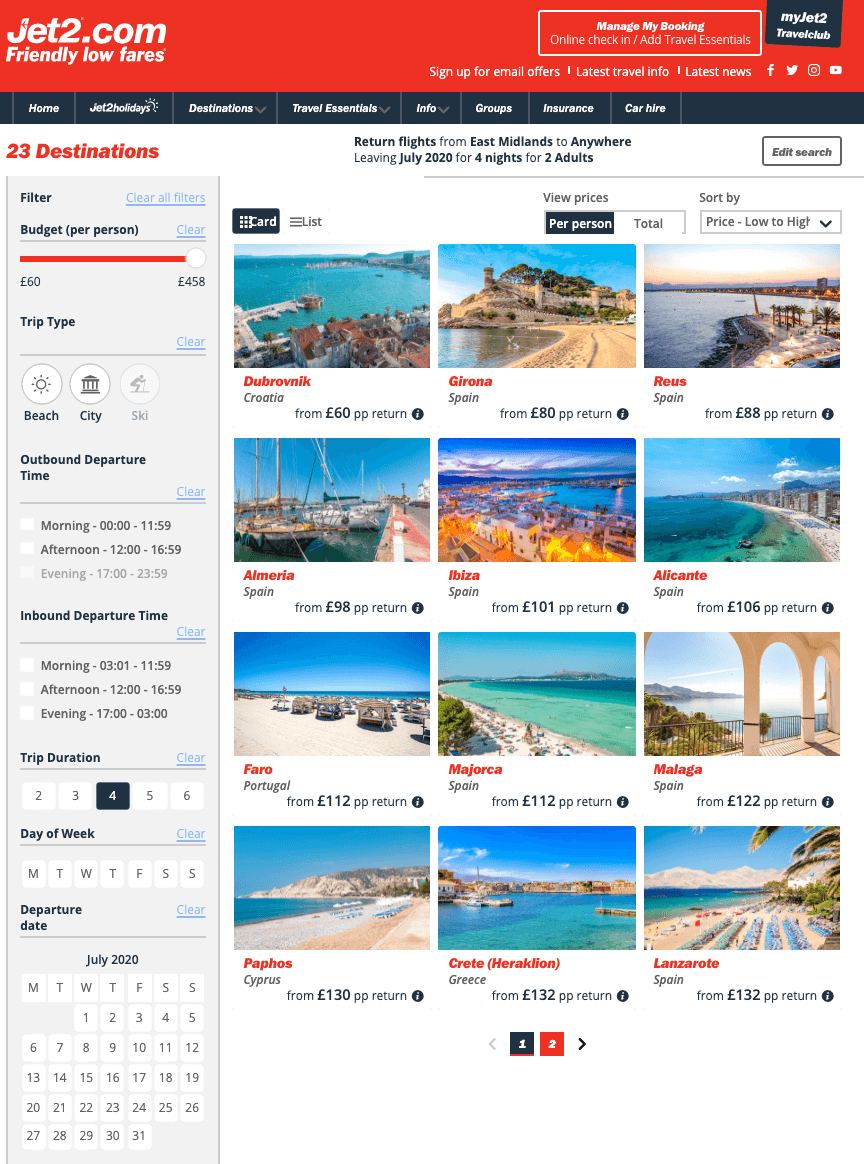 Jet2.com
Friendly low fares
Manage My Booking
Online check in / Add Travel Essentials
myJet2
Travelclub
Sign up for email offers
Latest travel info
Latest news
Home
Jet2holidays
Destinations
Travel Essentials
Info
Groups
Insurance
Car hire
23 Destinations
Return flights from East Midlands to Anywhere
Leaving July 2020 for 4 nights for 2 Adults
Edit search
Filter
Clear all filters
Budget (per person)
Clear
£60
£458
Trip Type
Clear
Beach
City
Ski
Outbound Departure
Time
Clear
Morning - 00:00 - 11:59
Afternoon - 12:00 - 16:59
Evening - 17:00 - 23:59
Inbound Departure Time
Clear
Morning - 03:01 - 11:59
Afternoon - 12:00 - 16:59
Evening - 17:00 - 03:00
Trip Duration
Clear
2 3 4 5 6
Day of Week
Clear
M T W T F S S
Departure
date
Clear
July 2020
M T W T F S S
1 2 3 4 5
6 7 8 9 10 11 12
13 14 15 16 17 18 19
20 21 22 23 24 25 26
27 28 29 30 31
Card
List
View prices
Per person
Total
Sort by
Price - Low to High
Dubrovnik
Croatia
from £60 pp return
Girona
Spain
from £80 pp return
Reus
Spain
from £88 pp return
Almeria
Spain
from £98 pp return
Ibiza
Spain
from £101 pp return
Alicante
Spain
from £106 pp return
Faro
Portugal
from £112 pp return
Majorca
Spain
from £112 pp return
Malaga
Spain
from £122 pp return
Paphos
Cyprus
from £130 pp return
Crete (Heraklion)
Greece
from £132 pp return
Lanzarote
Spain
from £132 pp return
1 2